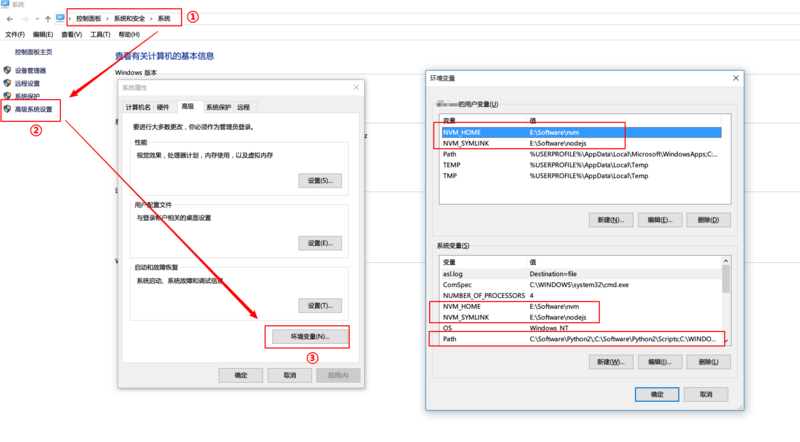 系统
控制面板 › 系统和安全 › 系统
①
文件(F) 编辑(E) 查看(V) 工具(T) 帮助(H)
控制面板主页
设备管理器
远程设置
系统保护
高级系统设置
②
查看有关计算机的基本信息
Windows 版本
系统属性
计算机名 硬件 高级 系统保护 远程
要进行大多数更改，你必须作为管理员登录。
性能
视觉效果，处理器计划，内存使用，以及虚拟内存
设置(S)...
用户配置文件
与登录帐户相关的桌面设置
设置(E)...
启动和故障恢复
系统启动、系统故障和调试信息
设置(T)...
环境变量(N)...
③
确定 取消 应用(A)
环境变量
的用户变量(U)
变量 值
NVM_HOME E:\Software\nvm
NVM_SYMLINK E:\Software\nodejs
Path %USERPROFILE%\AppData\Local\Microsoft\WindowsApps;C:...
TEMP %USERPROFILE%\AppData\Local\Temp
TMP %USERPROFILE%\AppData\Local\Temp
新建(N)... 编辑(E)... 删除(D)
系统变量(S)
变量 值
asl.log Destination=file
ComSpec C:\WINDOWS\system32\cmd.exe
NUMBER_OF_PROCESSORS 4
NVM_HOME E:\Software\nvm
NVM_SYMLINK E:\Software\nodejs
OS Windows_NT
Path C:\Software\Python2\;C:\Software\Python2\Scripts;C:\WINDO...
新建(W)... 编辑(I)... 删除(L)
确定 取消